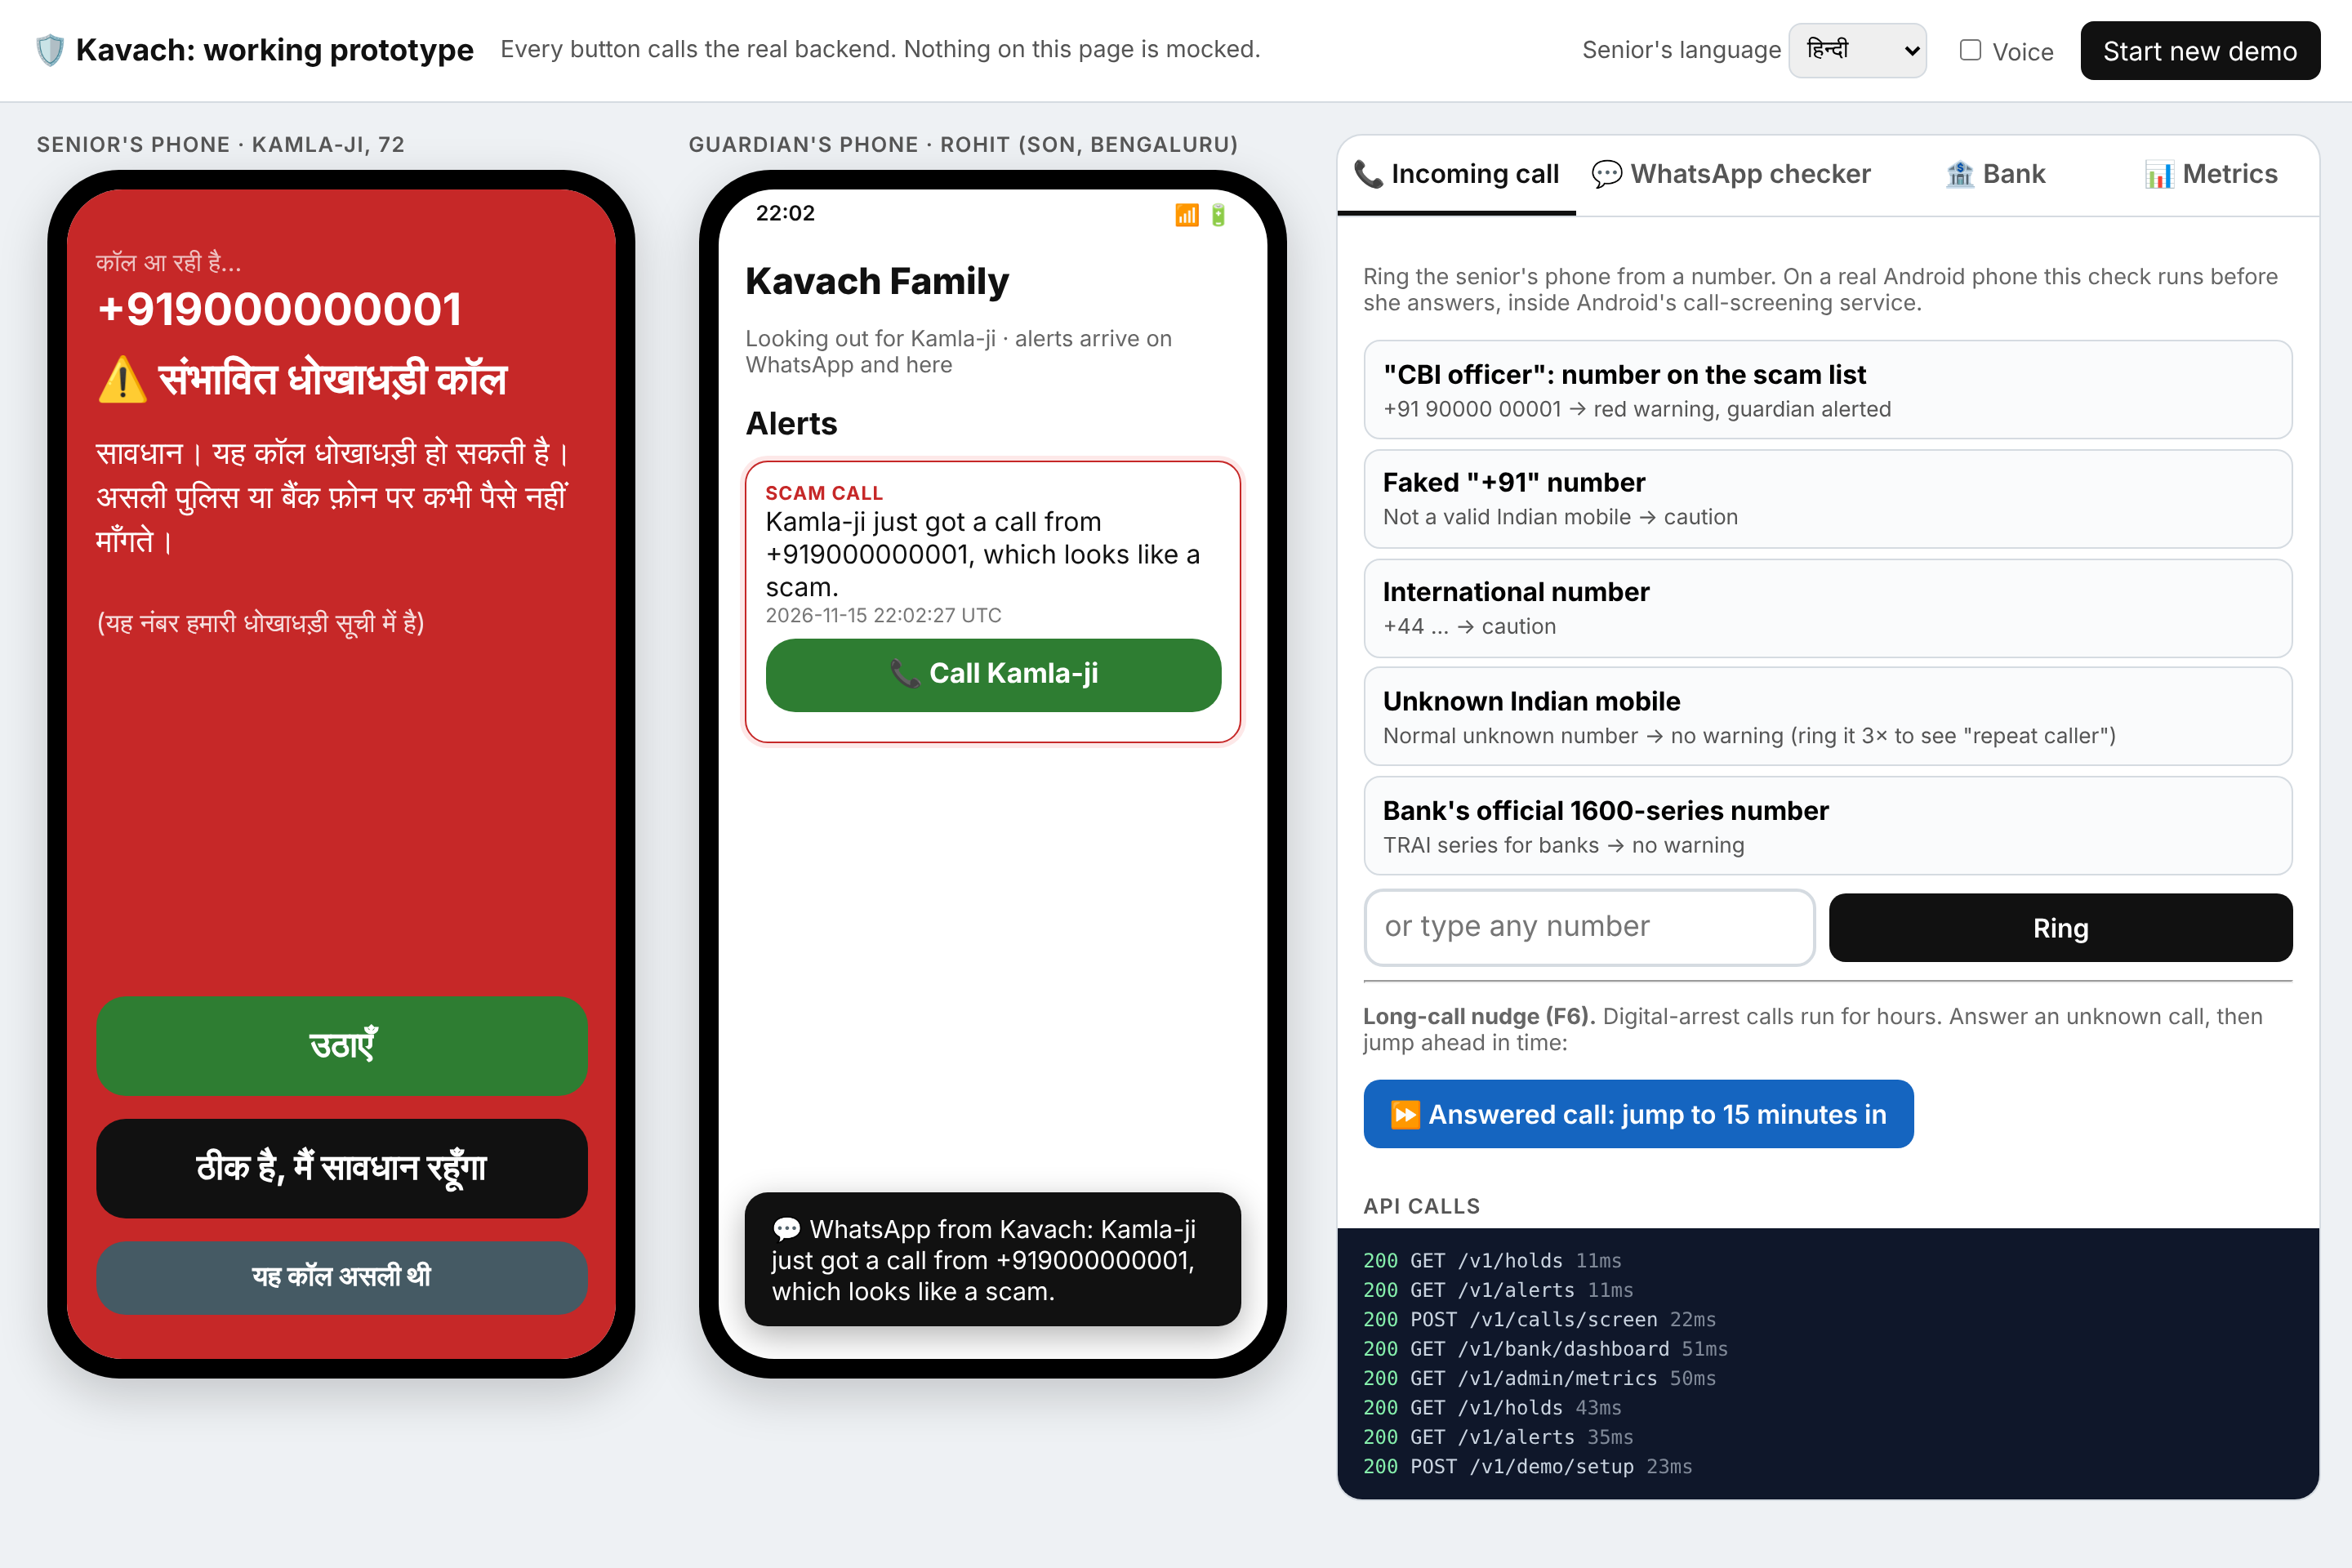 🛡️ Kavach: working prototype
Every button calls the real backend. Nothing on this page is mocked.
Senior's language
हिन्दी
Voice
Start new demo
SENIOR'S PHONE · KAMLA-JI, 72
कॉल आ रही है...
+919000000001
⚠️ संभावित धोखाधड़ी कॉल
सावधान। यह कॉल धोखाधड़ी हो सकती है।
असली पुलिस या बैंक फ़ोन पर कभी पैसे नहीं
माँगते।
(यह नंबर हमारी धोखाधड़ी सूची में है)
उठाएँ
ठीक है, मैं सावधान रहूँगा
यह कॉल असली थी
GUARDIAN'S PHONE · ROHIT (SON, BENGALURU)
22:02
Kavach Family
Looking out for Kamla-ji · alerts arrive on
WhatsApp and here
Alerts
SCAM CALL
Kamla-ji just got a call from
+919000000001, which looks like a
scam.
2026-11-15 22:02:27 UTC
📞 Call Kamla-ji
💬 WhatsApp from Kavach: Kamla-ji
just got a call from +919000000001,
which looks like a scam.
📞 Incoming call
💬 WhatsApp checker
🏦 Bank
📊 Metrics
Ring the senior's phone from a number. On a real Android phone this check runs before
she answers, inside Android's call-screening service.
"CBI officer": number on the scam list
+91 90000 00001 → red warning, guardian alerted
Faked "+91" number
Not a valid Indian mobile → caution
International number
+44 ... → caution
Unknown Indian mobile
Normal unknown number → no warning (ring it 3× to see "repeat caller")
Bank's official 1600-series number
TRAI series for banks → no warning
or type any number
Ring
Long-call nudge (F6). Digital-arrest calls run for hours. Answer an unknown call, then
jump ahead in time:
⏩ Answered call: jump to 15 minutes in
API CALLS
200 GET /v1/holds 11ms
200 GET /v1/alerts 11ms
200 POST /v1/calls/screen 22ms
200 GET /v1/bank/dashboard 51ms
200 GET /v1/admin/metrics 50ms
200 GET /v1/holds 43ms
200 GET /v1/alerts 35ms
200 POST /v1/demo/setup 23ms